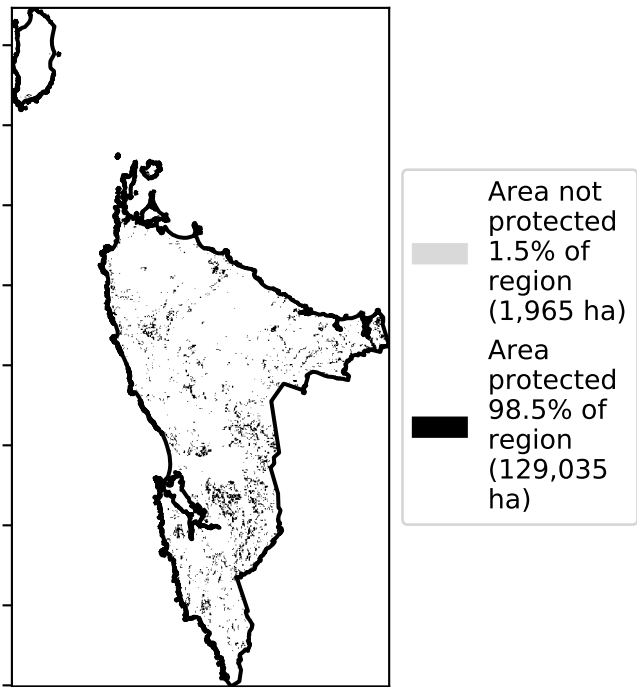 Area not
protected
1.5% of
region
(1,965 ha)
Area
protected
98.5% of
region
(129,035
ha)